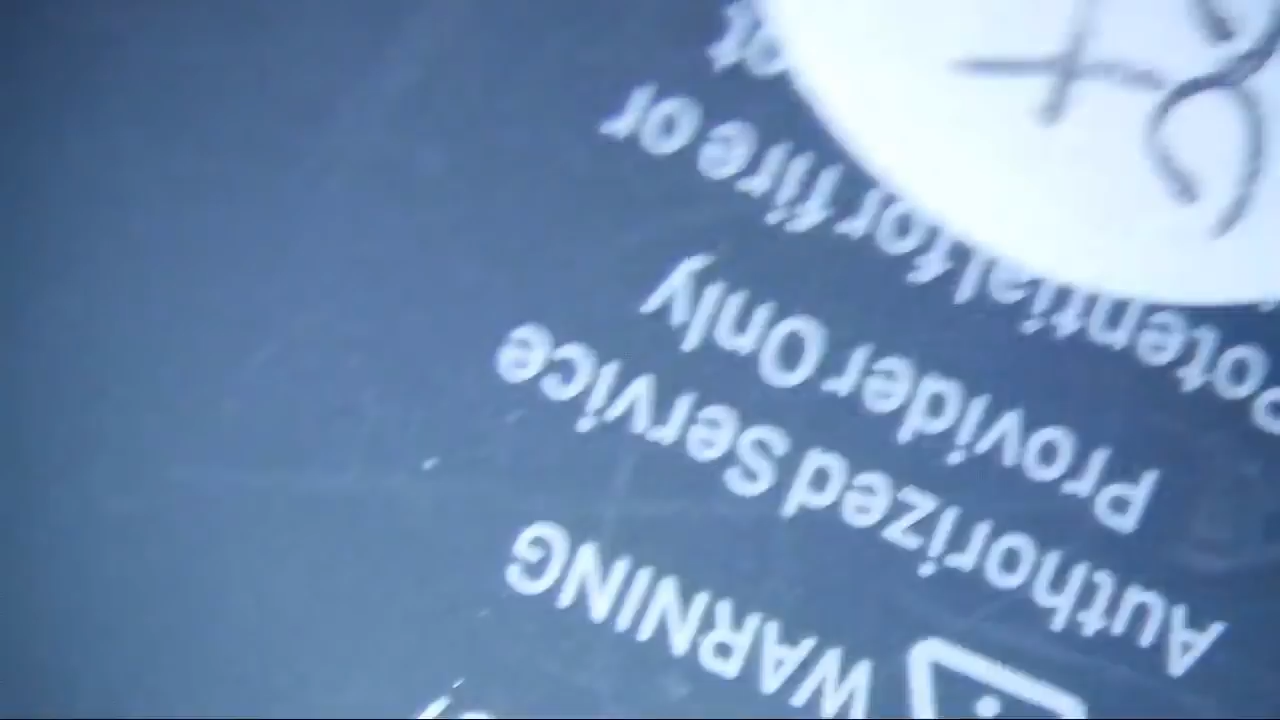 WARNING
Authorized Service
Provider Only
Potential for fire or